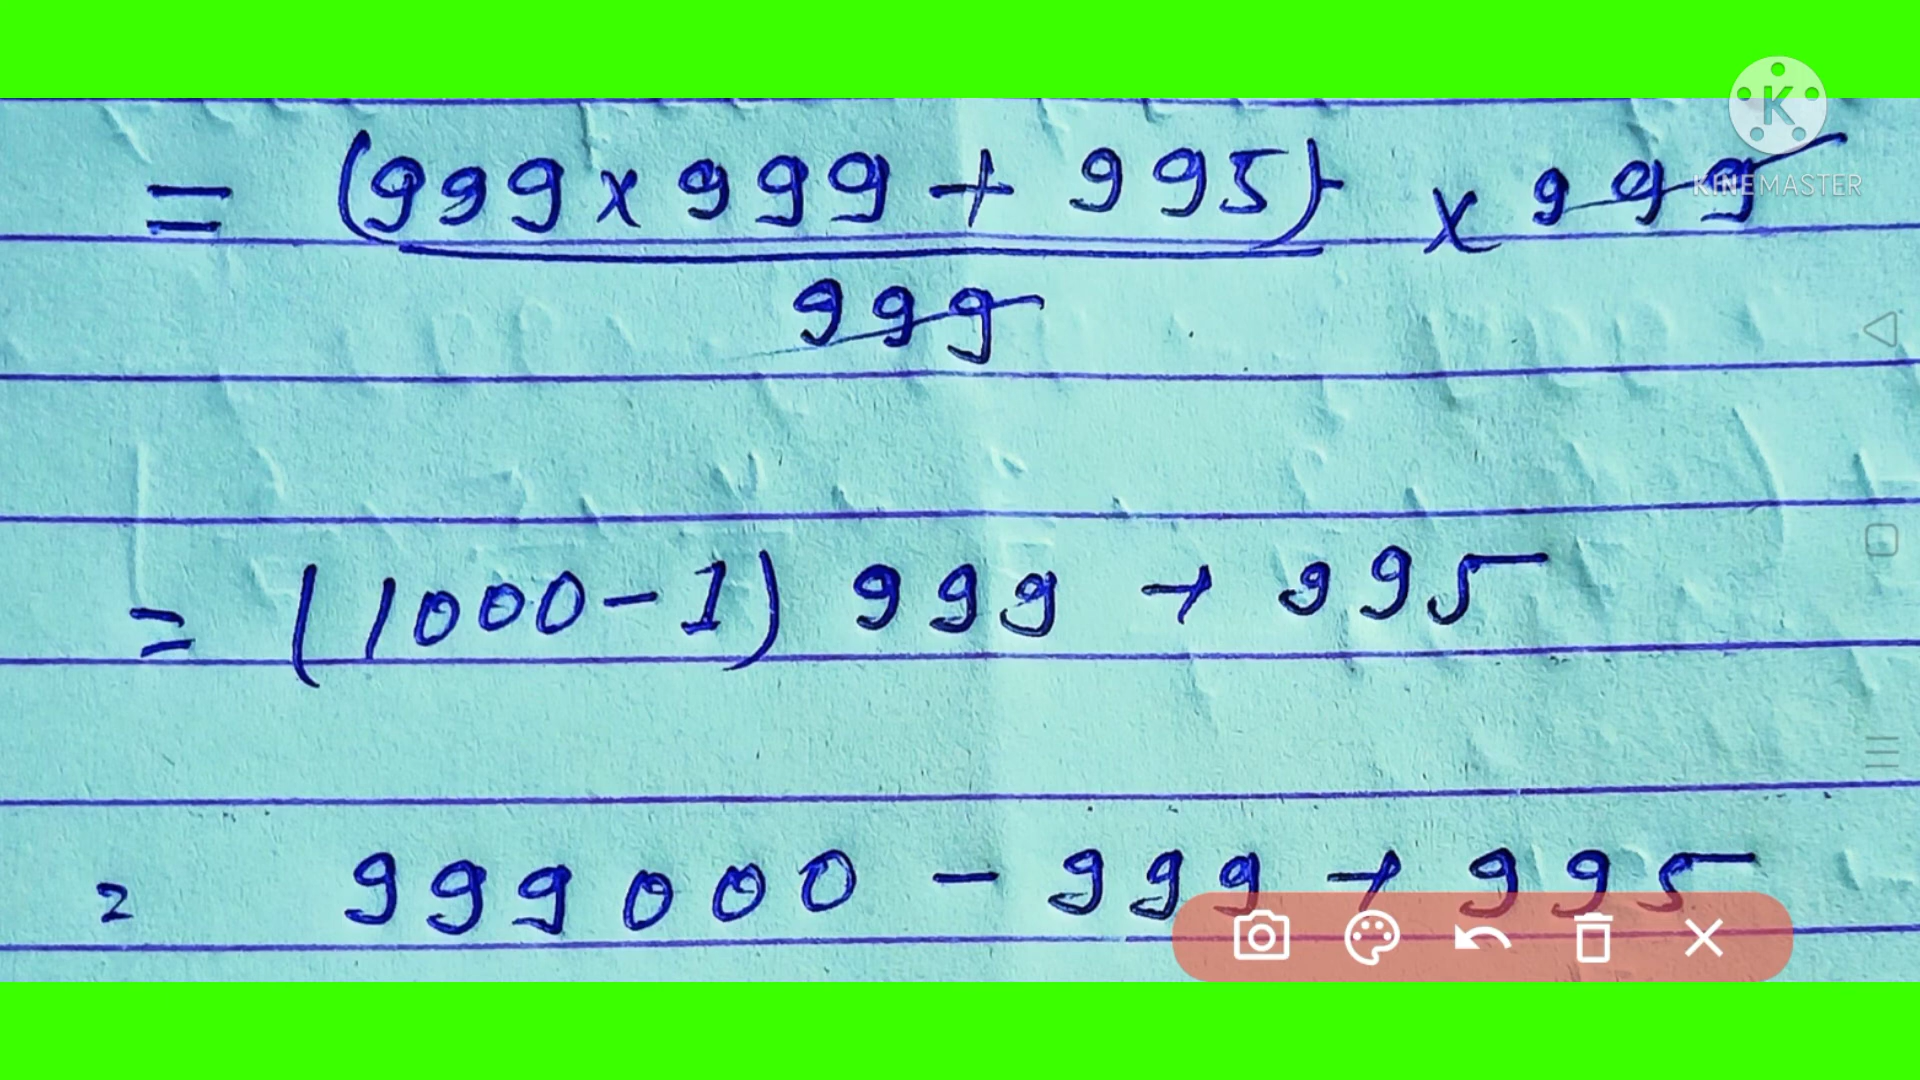 = (999 x 999 + 995) x 999
999
= (1000 - 1) 999 + 995
= 999000 - 999 + 995
K
KINEMASTER